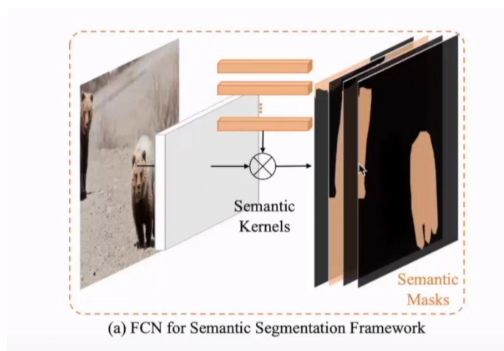 Semantic
Kernels
Semantic
Masks
(a) FCN for Semantic Segmentation Framework